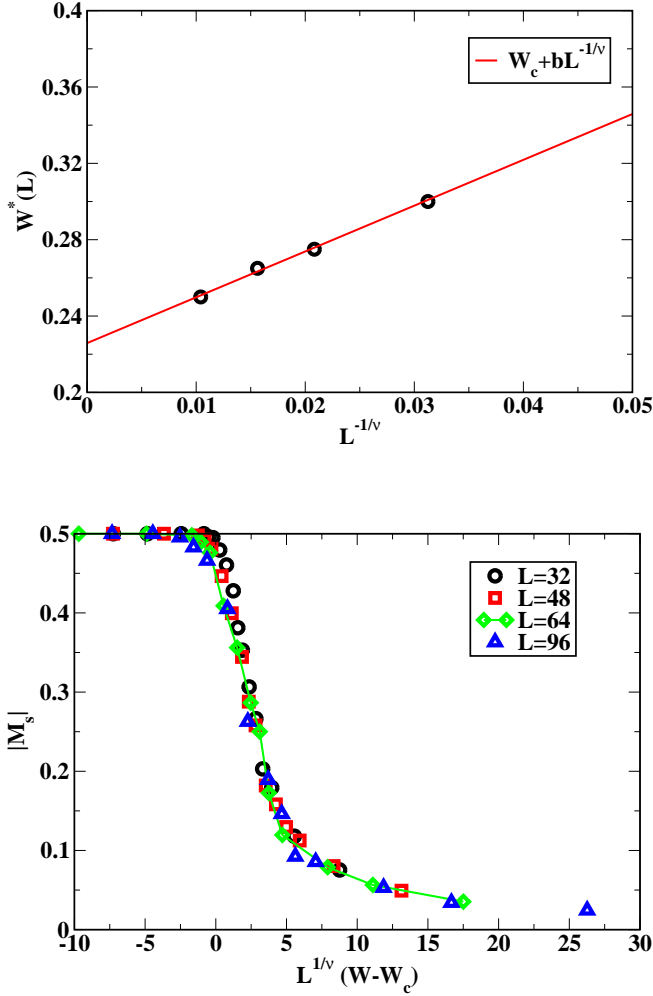 0.4
W_c+bL^{-1/ν}
0.36
0.32
W^*(L)
0.28
0.24
0.2
0 0.01 0.02 0.03 0.04 0.05
L^{-1/ν}
0.5
L=32
L=48
L=64
L=96
0.4
0.3
|M_s|
0.2
0.1
0
-10 -5 0 5 10 15 20 25 30
L^{1/ν} (W-W_c)